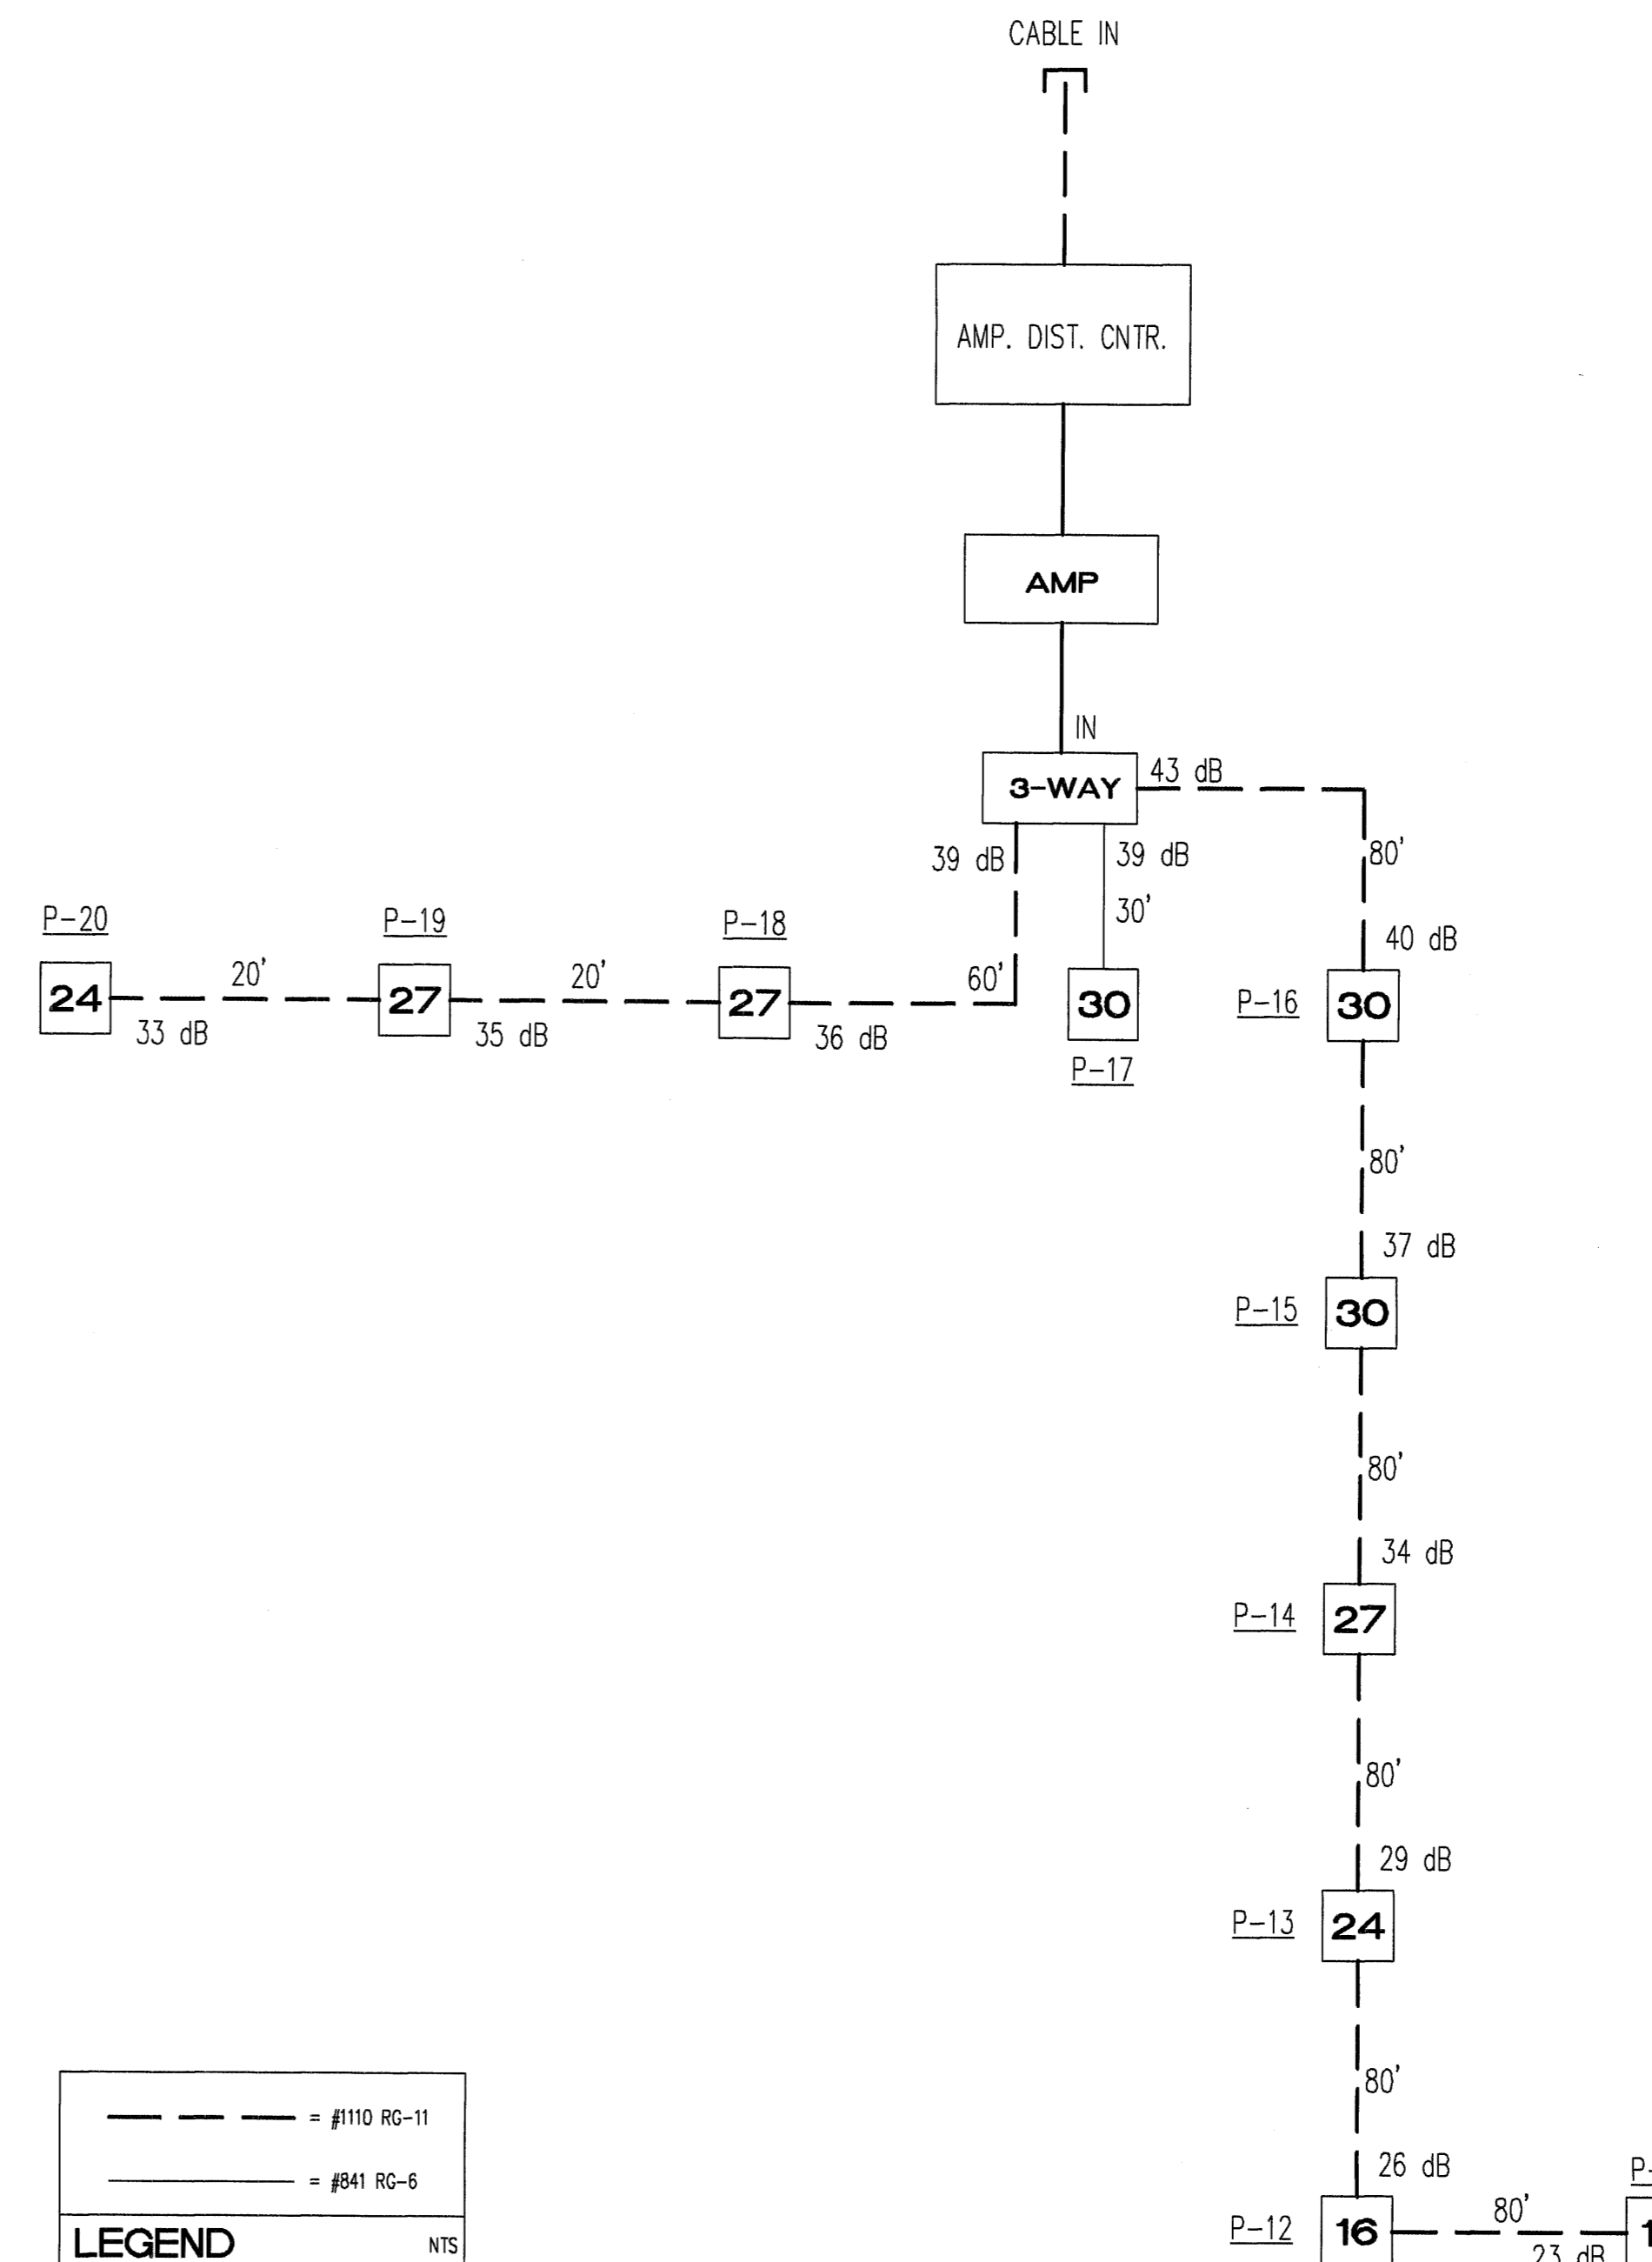 CABLE IN
AMP. DIST. CNTR.
AMP
IN
3-WAY
43 dB
39 dB
39 dB
80'
30'
40 dB
P-20
P-19
P-18
24
20'
27
20'
27
60'
30
P-16
30
33 dB
35 dB
36 dB
P-17
80'
37 dB
P-15
30
80'
34 dB
P-14
27
80'
29 dB
P-13
24
80'
26 dB
= #1110 RG-11
= #841 RG-6
LEGEND NTS
P-12
16
80'
23 dB